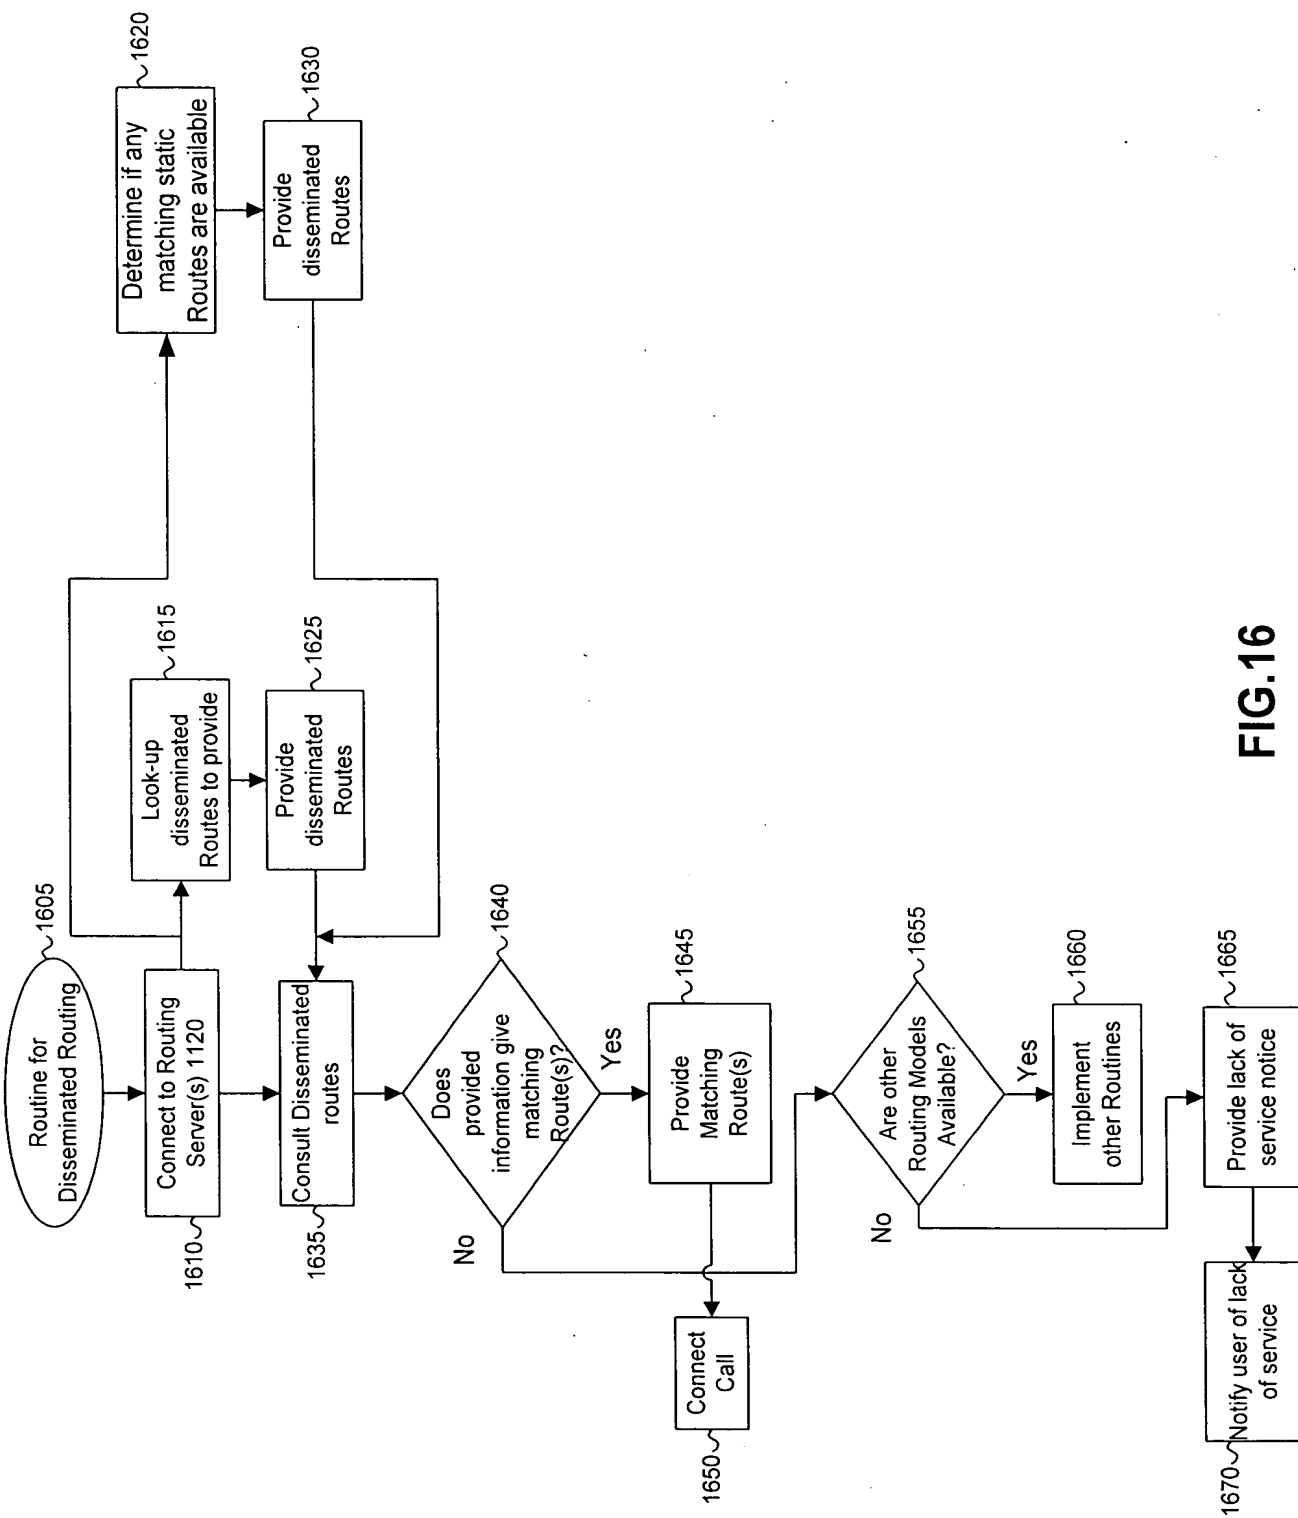 Routine for
Disseminated Routing
1605
Connect to Routing
Server(s) 1120
1610
Look-up
disseminated
Routes to provide
1615
Determine if any
matching static
Routes are available
1620
Provide
disseminated
Routes
1625
Provide
disseminated
Routes
1630
Consult Disseminated
routes
1635
Does
provided
information give
matching
Route(s)?
1640
Yes
No
Provide
Matching
Route(s)
1645
Connect
Call
1650
Are other
Routing Models
Available?
1655
Yes
No
Implement
other Routines
1660
Provide lack of
service notice
1665
Notify user of lack
of service
1670
FIG.16